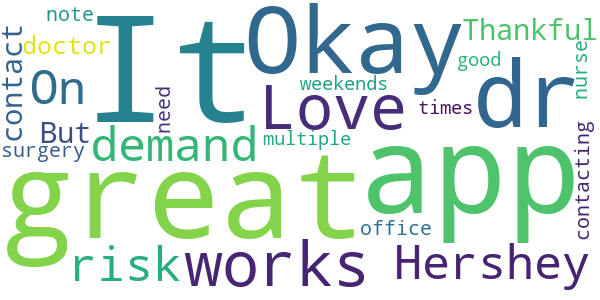 note
It
Okay
Thankful
doctor
contact
On
Love
weekends
dr
good
nurse
need
But
times
surgery
demand
multiple
great
app
contacting
office
risk
works
Hershey